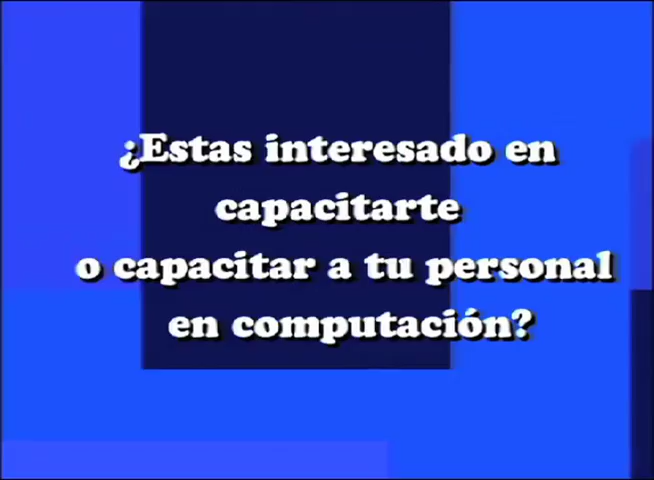 ¿Estas interesado en
capacitarte
o capacitar a tu personal
en computación?